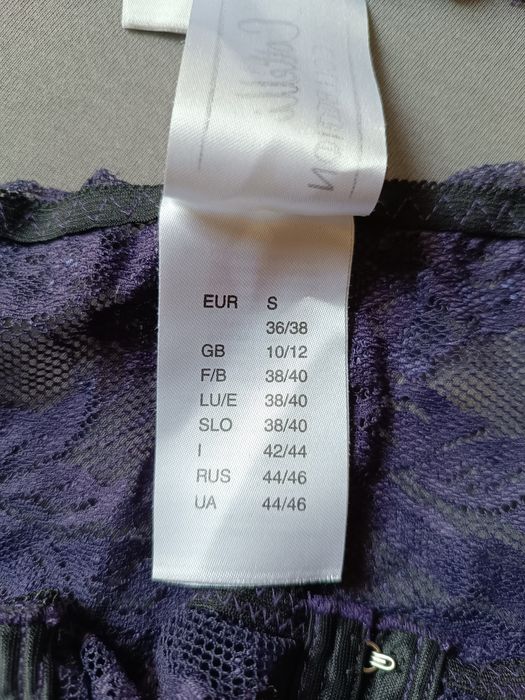 EUR S
36/38
GB 10/12
F/B 38/40
LU/E 38/40
SLO 38/40
I 42/44
RUS 44/46
UA 44/46